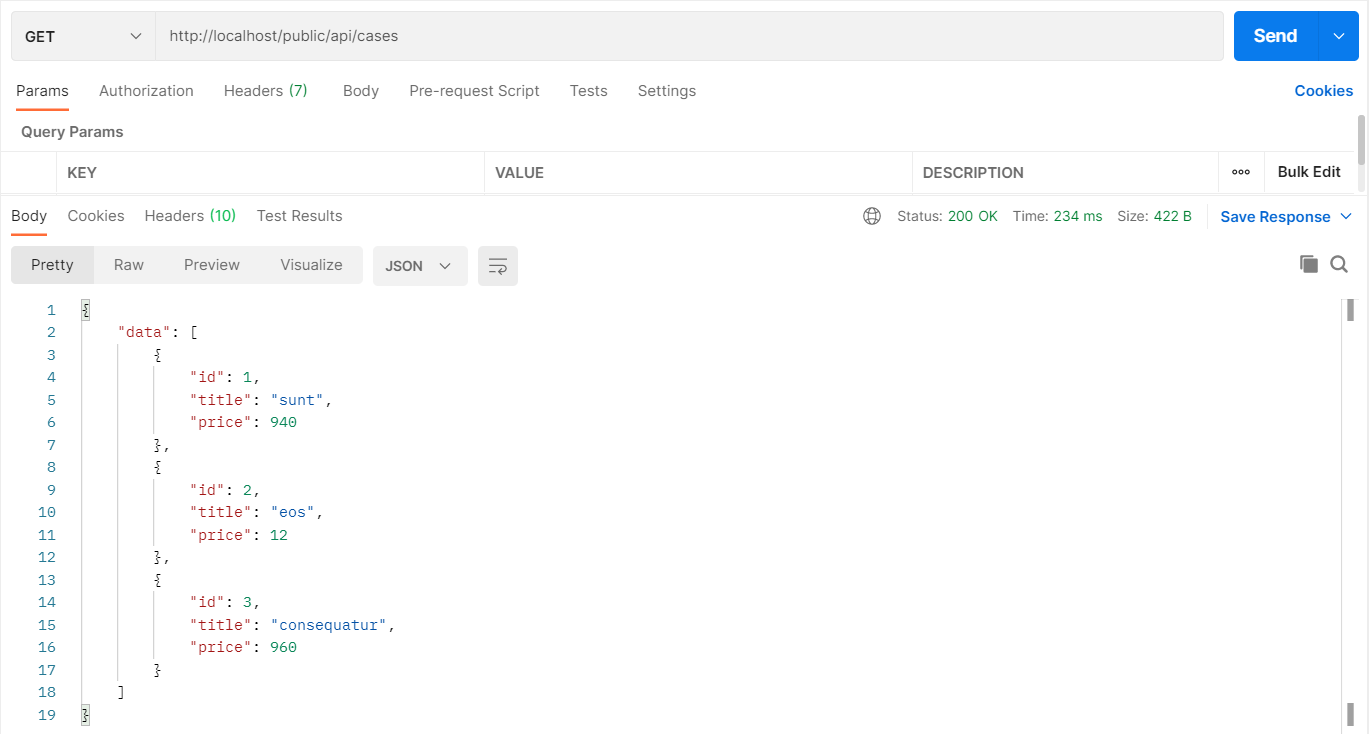 GET http://localhost/public/api/cases Send
Params Authorization Headers (7) Body Pre-request Script Tests Settings Cookies
Query Params
KEY VALUE DESCRIPTION ooo Bulk Edit
Body Cookies Headers (10) Test Results Status: 200 OK Time: 234 ms Size: 422 B Save Response
Pretty Raw Preview Visualize JSON
1 {
2 "data": [
3 {
4 "id": 1,
5 "title": "sunt",
6 "price": 940
7 },
8 {
9 "id": 2,
10 "title": "eos",
11 "price": 12
12 },
13 {
14 "id": 3,
15 "title": "consequatur",
16 "price": 960
17 }
18 ]
19 }